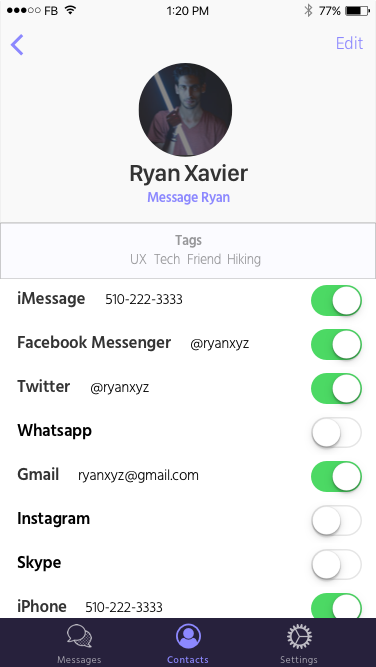 FB 1:20 PM 77%
Edit
Ryan Xavier
Message Ryan
Tags
UX Tech Friend Hiking
iMessage 510-222-3333
Facebook Messenger @ryanxyz
Twitter @ryanxyz
Whatsapp
Gmail ryanxyz@gmail.com
Instagram
Skype
iPhone 510-222-3333
Messages Contacts Settings